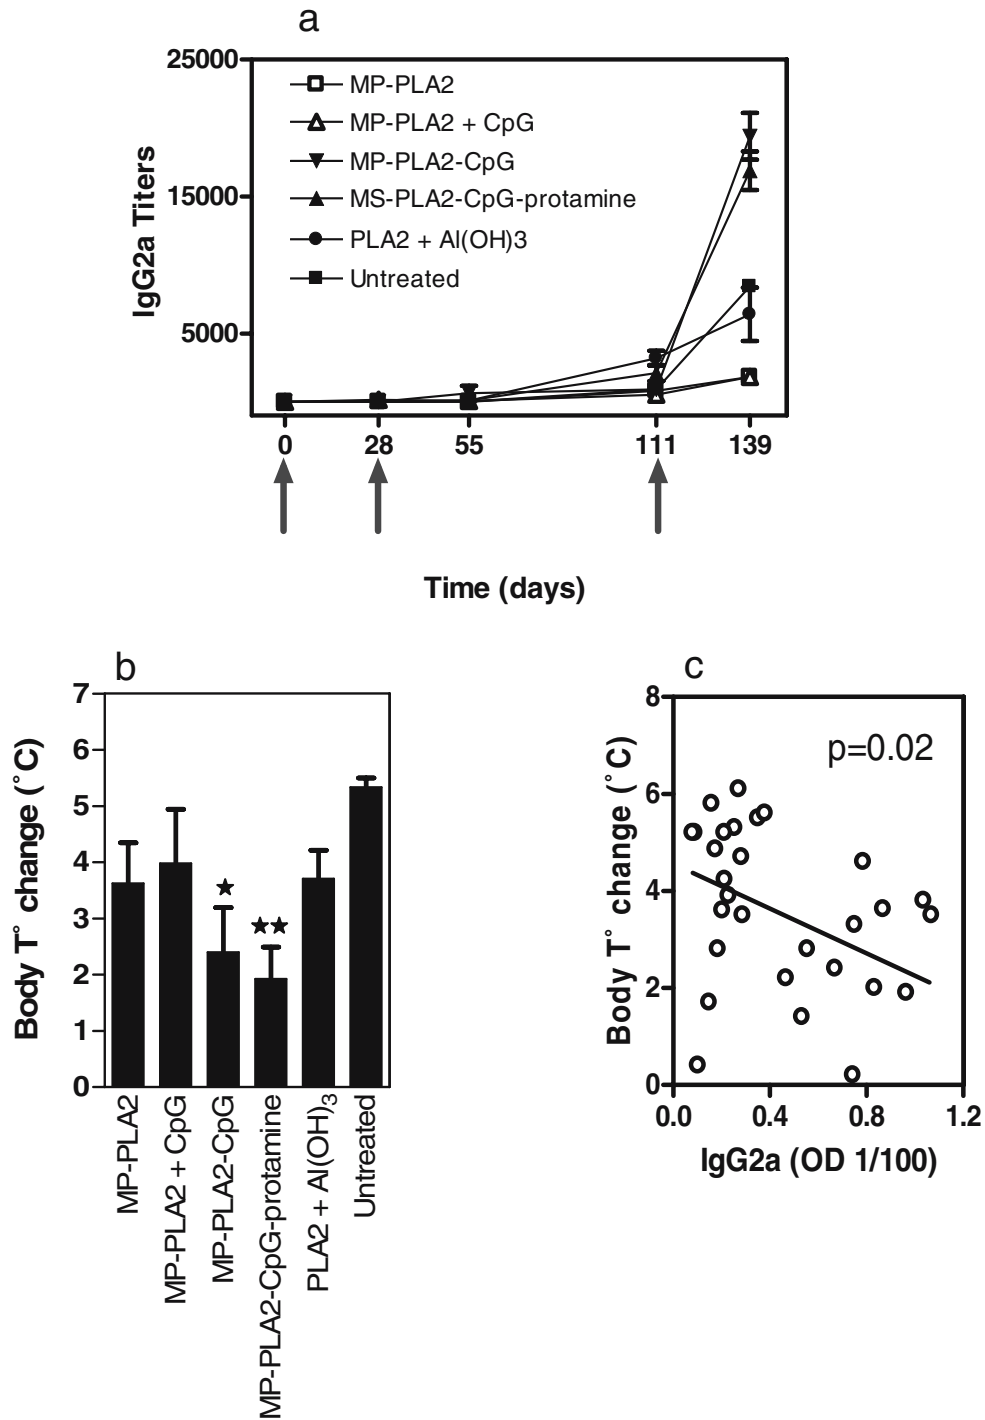 a
25000
15000
5000
IgG2a Titers
MP-PLA2
MP-PLA2 + CpG
MP-PLA2-CpG
MS-PLA2-CpG-protamine
PLA2 + Al(OH)3
Untreated
0
28
55
111
139
Time (days)
b
7
6
5
4
3
2
1
0
Body T° change (°C)
★
★★
MP-PLA2
MP-PLA2 + CpG
MP-PLA2-CpG
MP-PLA2-CpG-protamine
PLA2 + Al(OH)3
Untreated
c
8
6
4
2
0
Body T° change (°C)
p=0.02
0.0
0.4
0.8
1.2
IgG2a (OD 1/100)